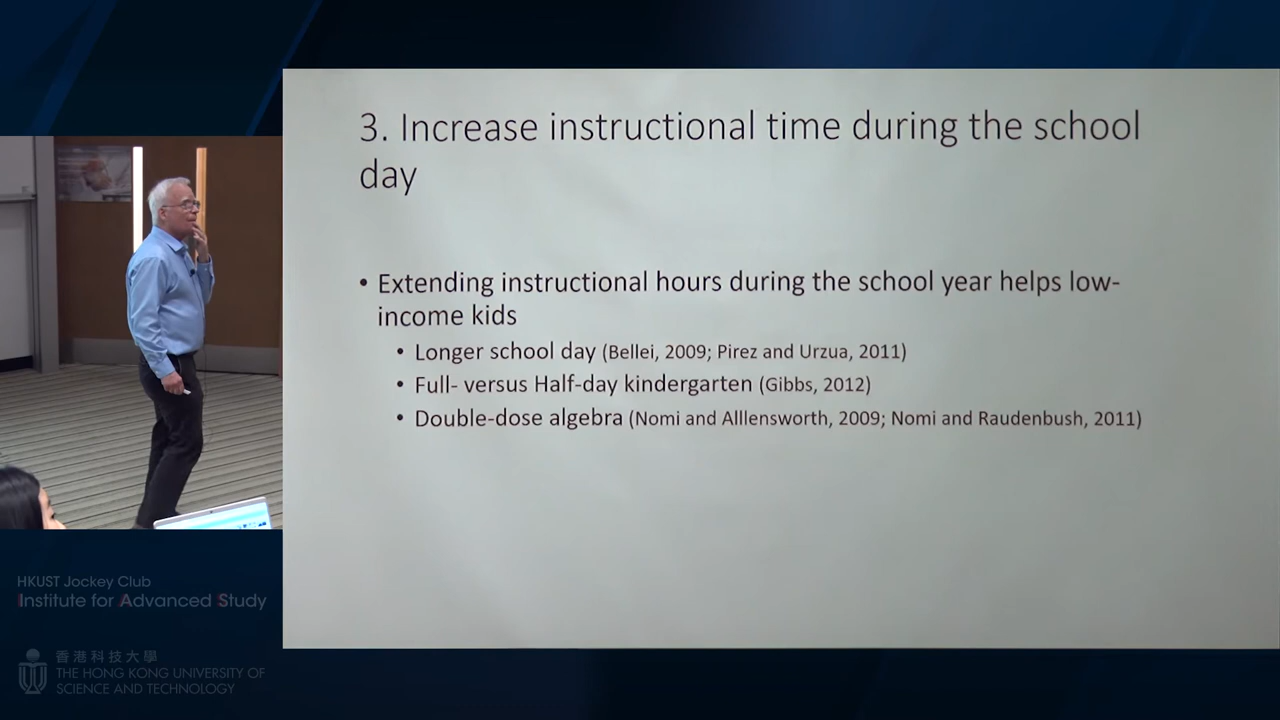 3. Increase instructional time during the school
day
• Extending instructional hours during the school year helps low-
income kids
• Longer school day (Bellei, 2009; Pirez and Urzua, 2011)
• Full- versus Half-day kindergarten (Gibbs, 2012)
• Double-dose algebra (Nomi and Alllensworth, 2009; Nomi and Raudenbush, 2011)
HKUST Jockey Club
Institute for Advanced Study
香港科技大學
THE HONG KONG UNIVERSITY OF
SCIENCE AND TECHNOLOGY